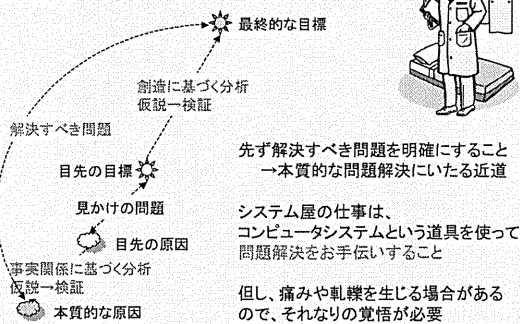 最終的な目標
創造に基づく分析
仮説→検証
解決すべき問題
目先の目標
見かけの問題
目先の原因
事実関係に基づく分析
仮説→検証
本質的な原因
先ず解決すべき問題を明確にすること
→本質的な問題解決にいたる近道
システム屋の仕事は、
コンピュータシステムという道具を使って
問題解決をお手伝いすること
但し、痛みや軋轢を生じる場合がある
ので、それなりの覚悟が必要